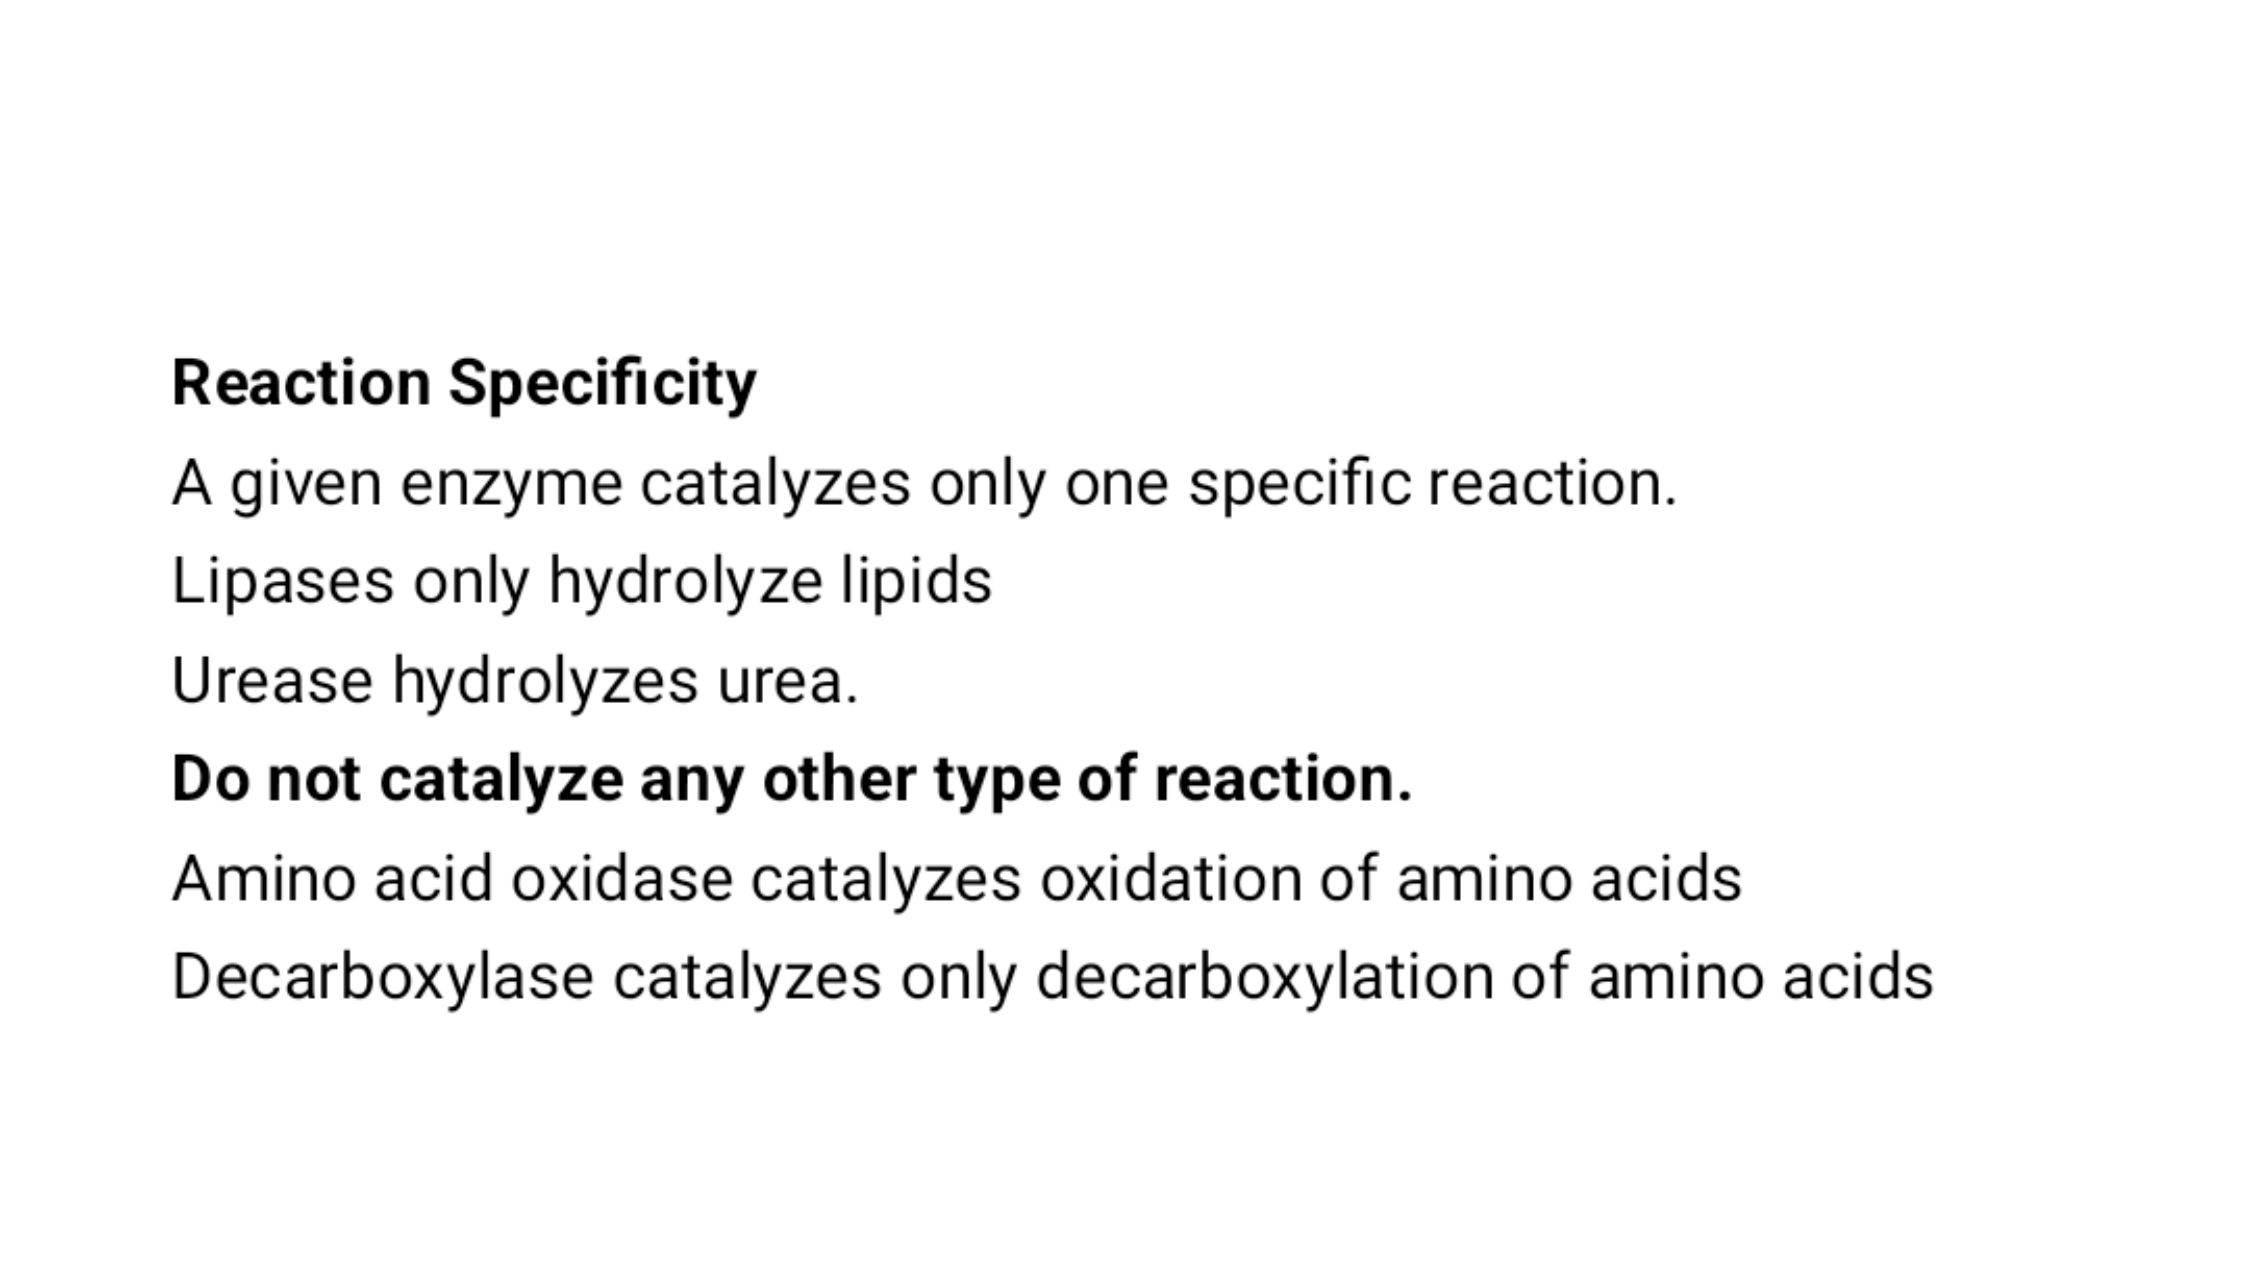 Reaction Specificity
A given enzyme catalyzes only one specific reaction.
Lipases only hydrolyze lipids
Urease hydrolyzes urea.
Do not catalyze any other type of reaction.
Amino acid oxidase catalyzes oxidation of amino acids
Decarboxylase catalyzes only decarboxylation of amino acids